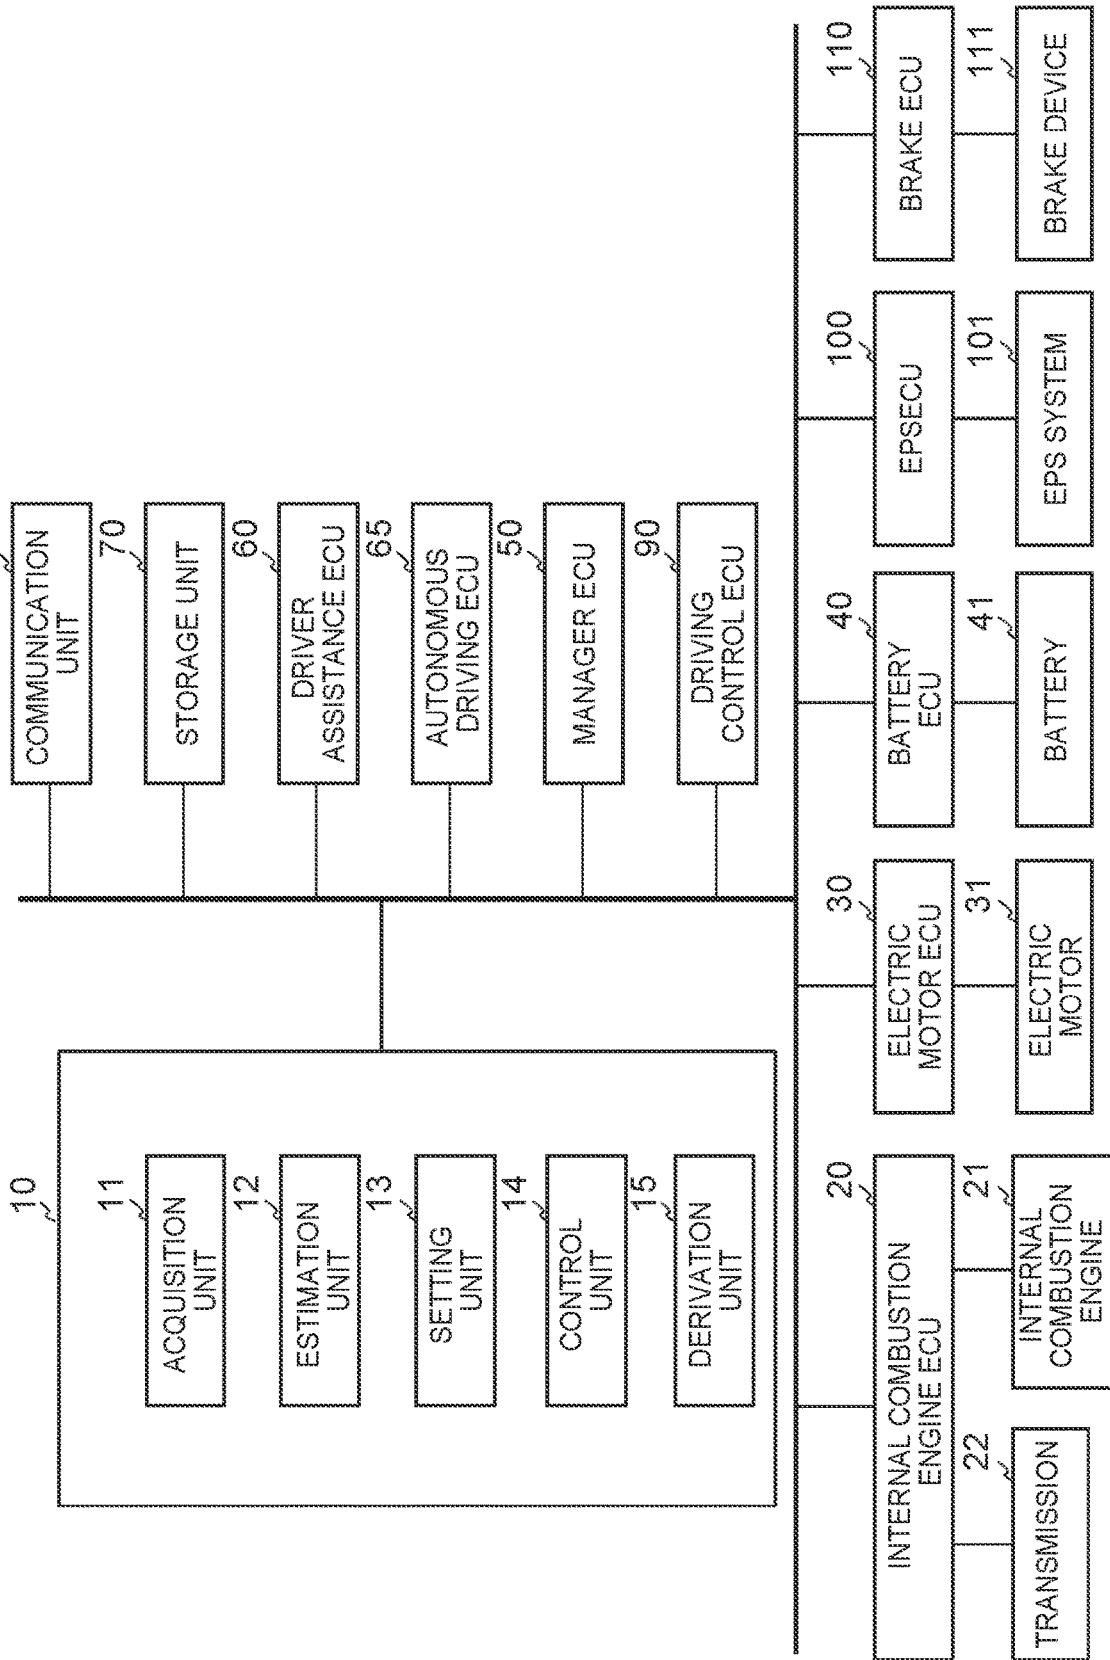 10
11
ACQUISITION
UNIT
12
ESTIMATION
UNIT
13
SETTING
UNIT
14
CONTROL
UNIT
15
DERIVATION
UNIT
COMMUNICATION
UNIT
70
STORAGE UNIT
60
DRIVER
ASSISTANCE ECU
65
AUTONOMOUS
DRIVING ECU
50
MANAGER ECU
90
DRIVING
CONTROL ECU
20
INTERNAL COMBUSTION
ENGINE ECU
22
TRANSMISSION
21
INTERNAL
COMBUSTION
ENGINE
30
ELECTRIC
MOTOR ECU
31
ELECTRIC
MOTOR
40
BATTERY
ECU
41
BATTERY
100
EPSECU
101
EPS SYSTEM
110
BRAKE ECU
111
BRAKE DEVICE